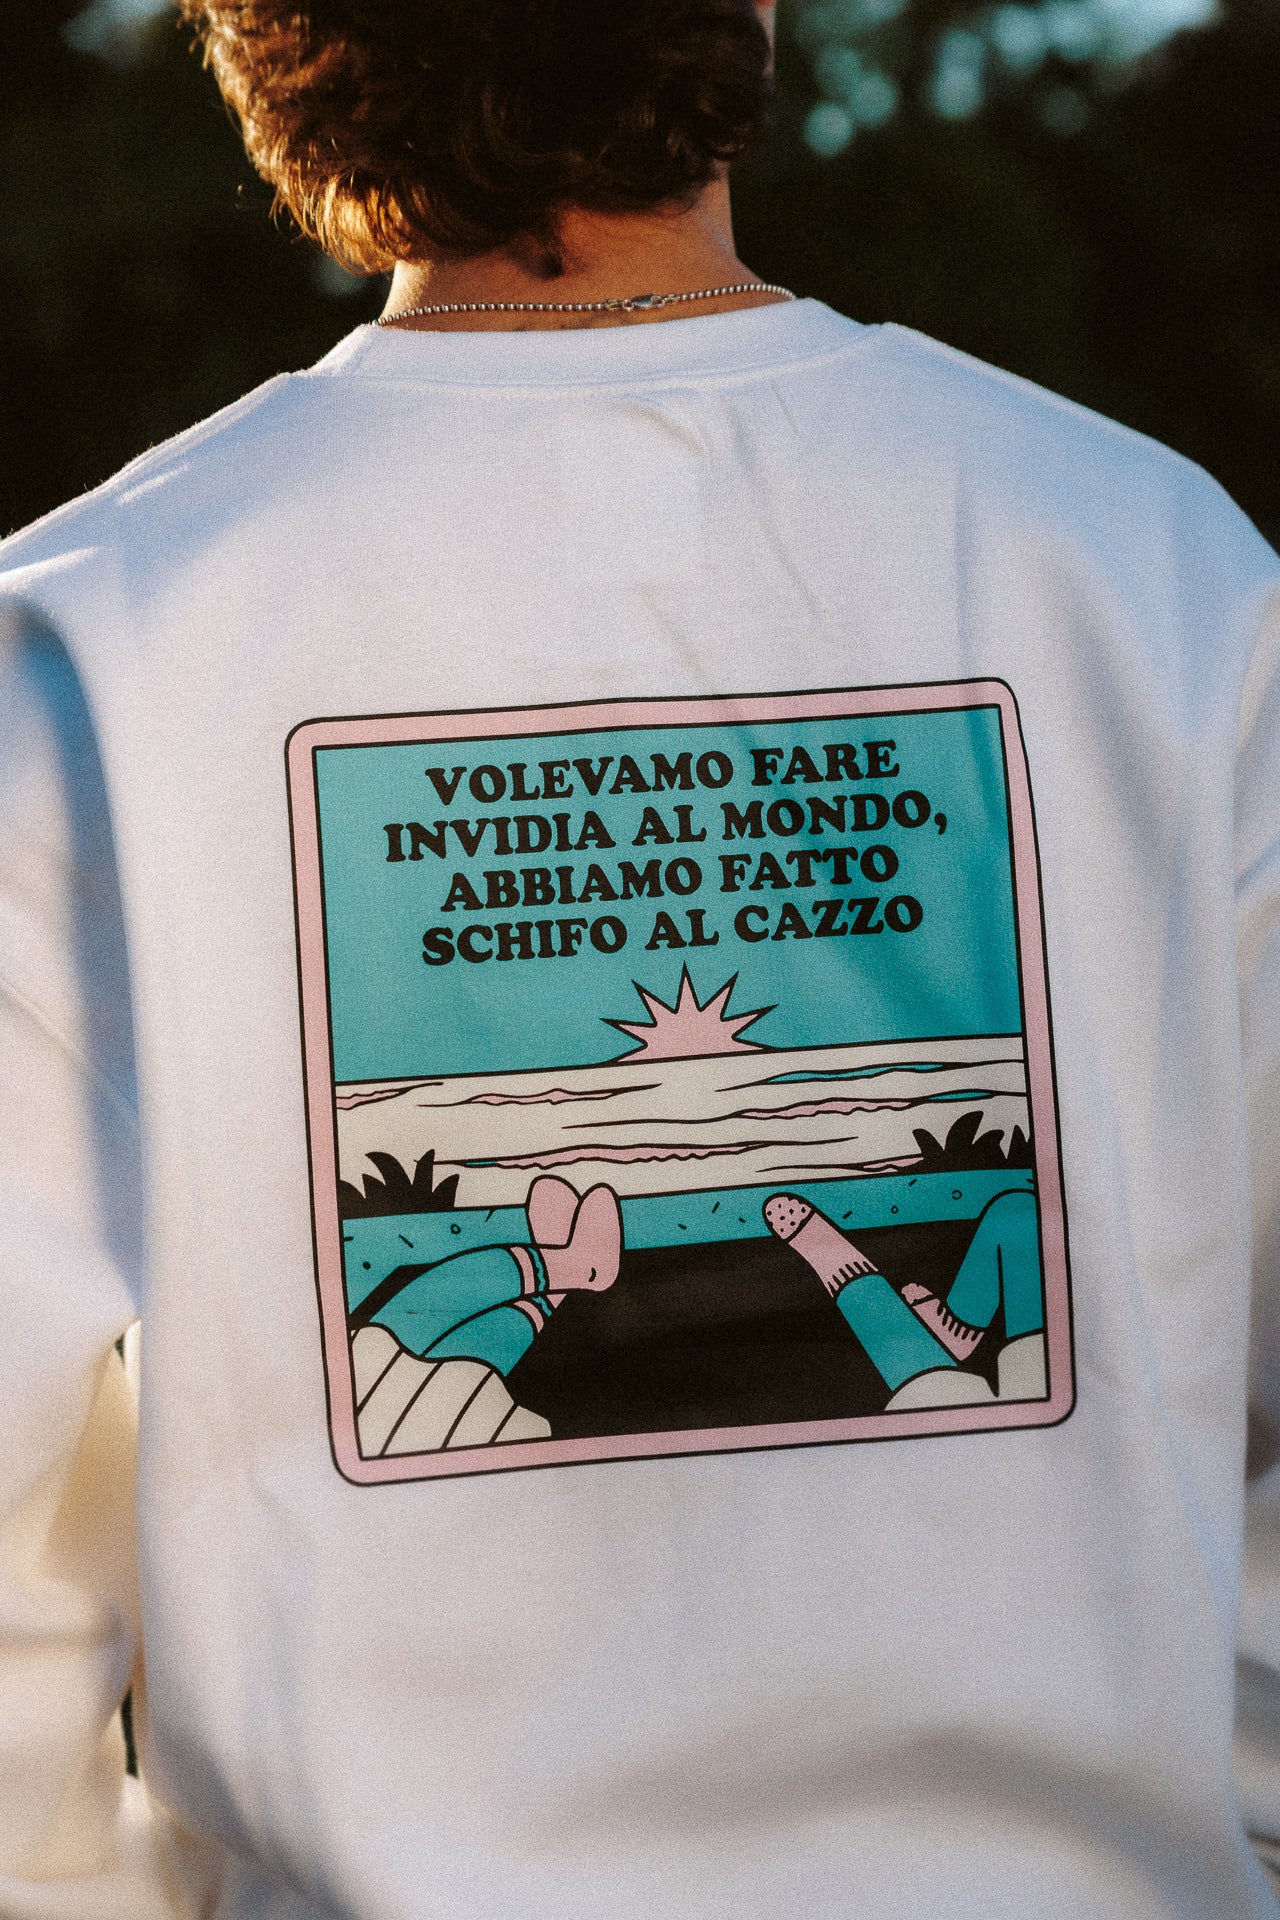 VOLEVAMO FARE
INVIDIA AL MONDO,
ABBIAMO FATTO
SCHIFO AL CAZZO